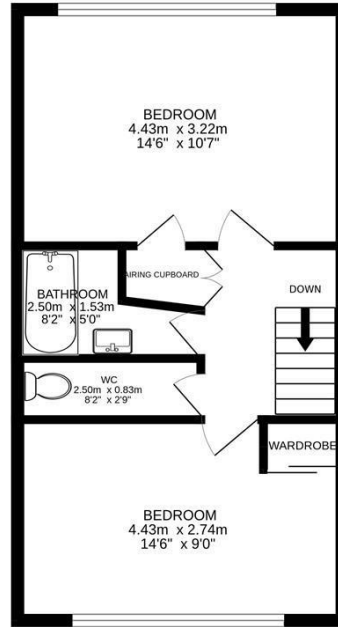 BEDROOM
4.43m x 3.22m
14'6" x 10'7"
AIRING CUPBOARD
DOWN
BATHROOM
2.50m x 1.53m
8'2" x 5'0"
WC
2.50m x 0.83m
8'2" x 2'9"
WARDROBE
BEDROOM
4.43m x 2.74m
14'6" x 9'0"